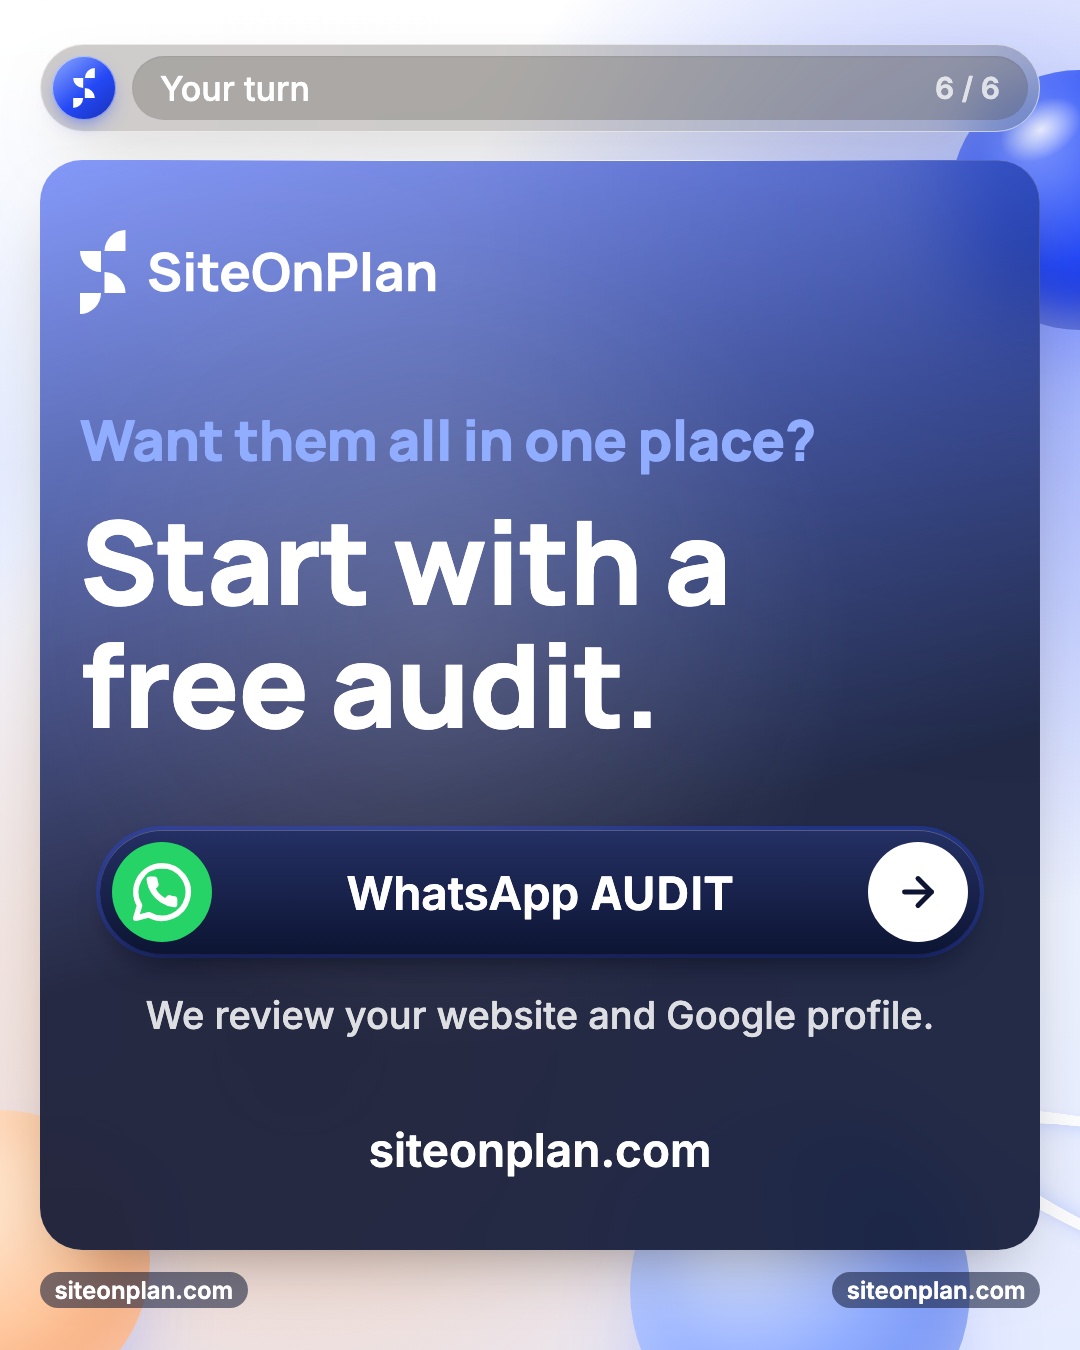 Your turn
6 / 6
SiteOnPlan
Want them all in one place?
Start with a
free audit.
WhatsApp AUDIT
We review your website and Google profile.
siteonplan.com
siteonplan.com
siteonplan.com